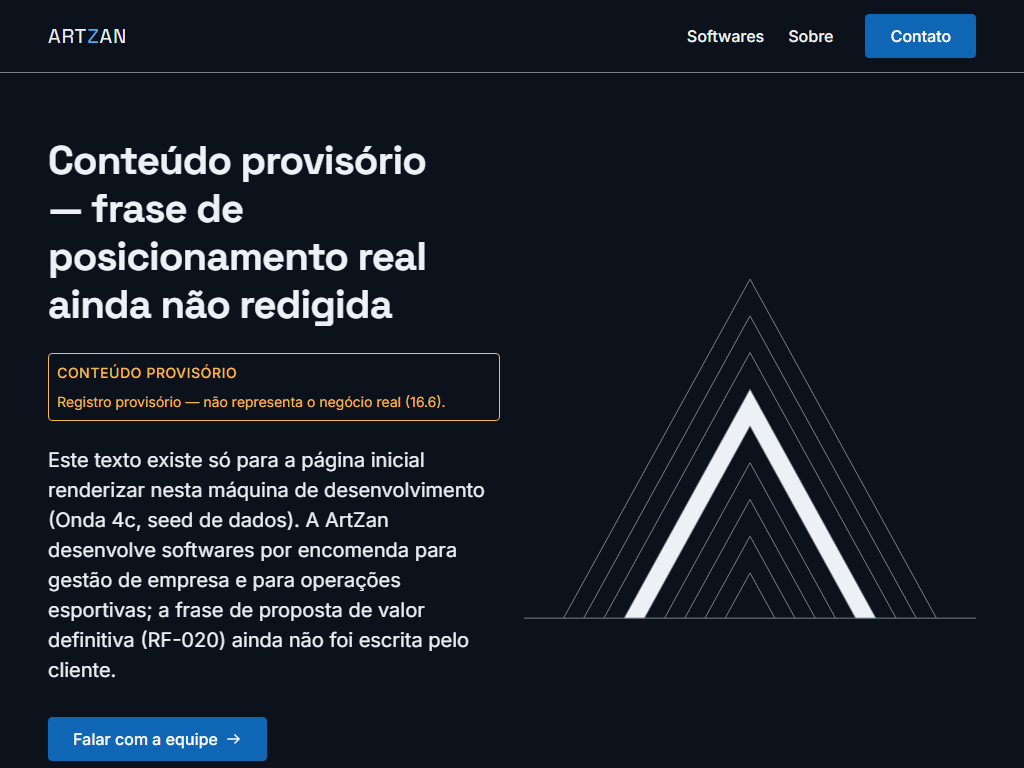 ARTZAN
Softwares
Sobre
Contato
Conteúdo provisório
— frase de
posicionamento real
ainda não redigida
CONTEÚDO PROVISÓRIO
Registro provisório — não representa o negócio real (16.6).
Este texto existe só para a página inicial
renderizar nesta máquina de desenvolvimento
(Onda 4c, seed de dados). A ArtZan
desenvolve softwares por encomenda para
gestão de empresa e para operações
esportivas; a frase de proposta de valor
definitiva (RF-020) ainda não foi escrita pelo
cliente.
Falar com a equipe →